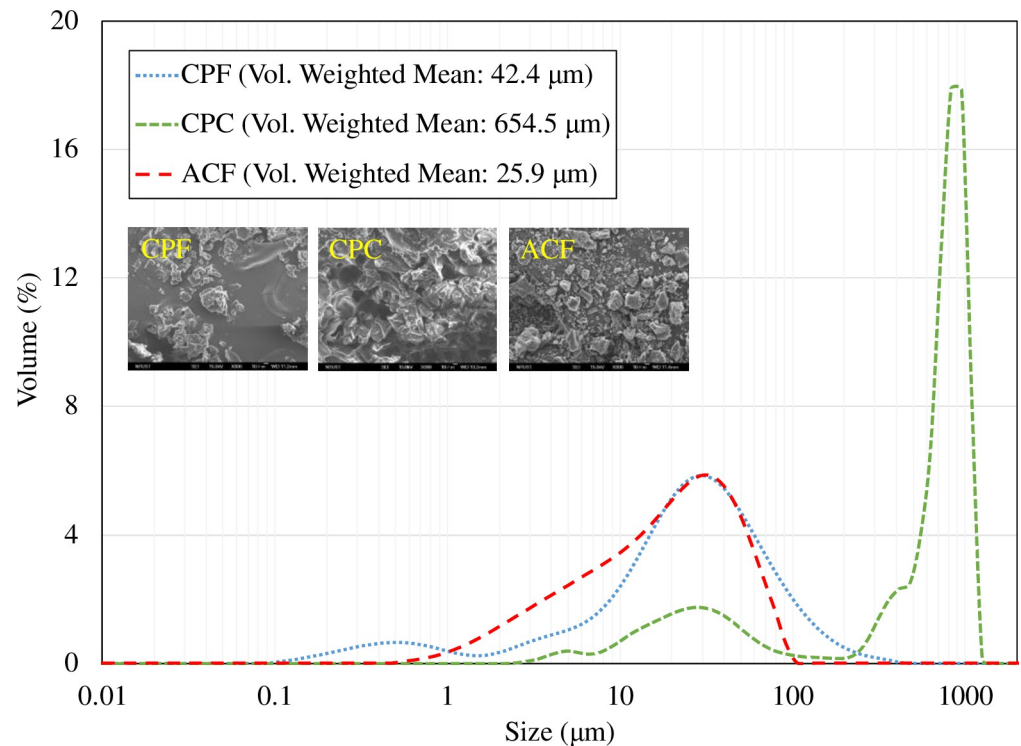 20
16
12
8
4
0
Volume (%)
CPF (Vol. Weighted Mean: 42.4 µm)
CPC (Vol. Weighted Mean: 654.5 µm)
ACF (Vol. Weighted Mean: 25.9 µm)
CPF
CPC
ACF
0.01 0.1 1 10 100 1000
Size (µm)